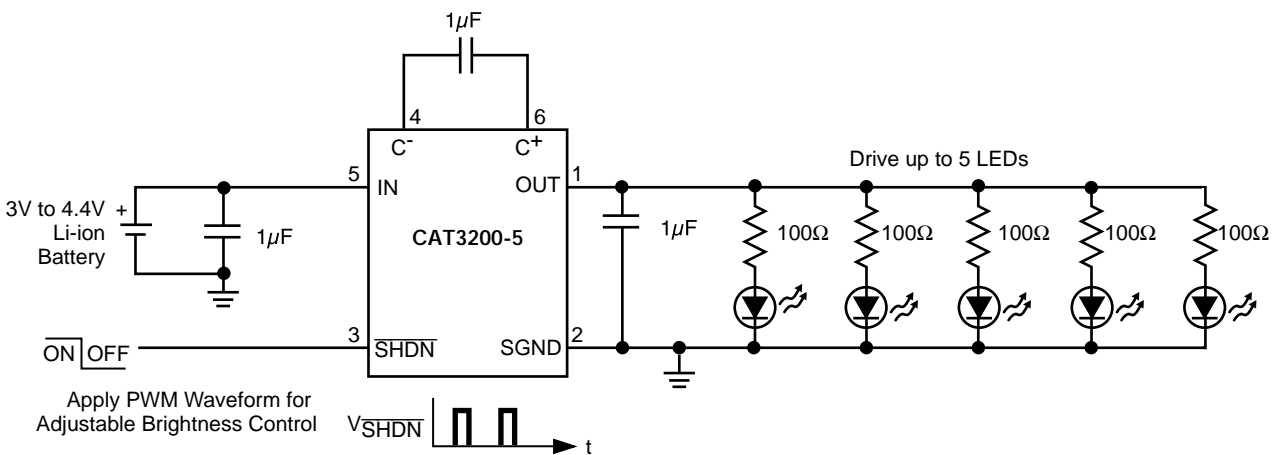 1µF
4
6
C-
C+
Drive up to 5 LEDs
5
IN
OUT
1
3V to 4.4V
Li-ion
Battery
+
1µF
CAT3200-5
1µF
100Ω
100Ω
100Ω
100Ω
100Ω
ON OFF
3
SHDN
SGND
2
Apply PWM Waveform for
Adjustable Brightness Control
VSHDN
t